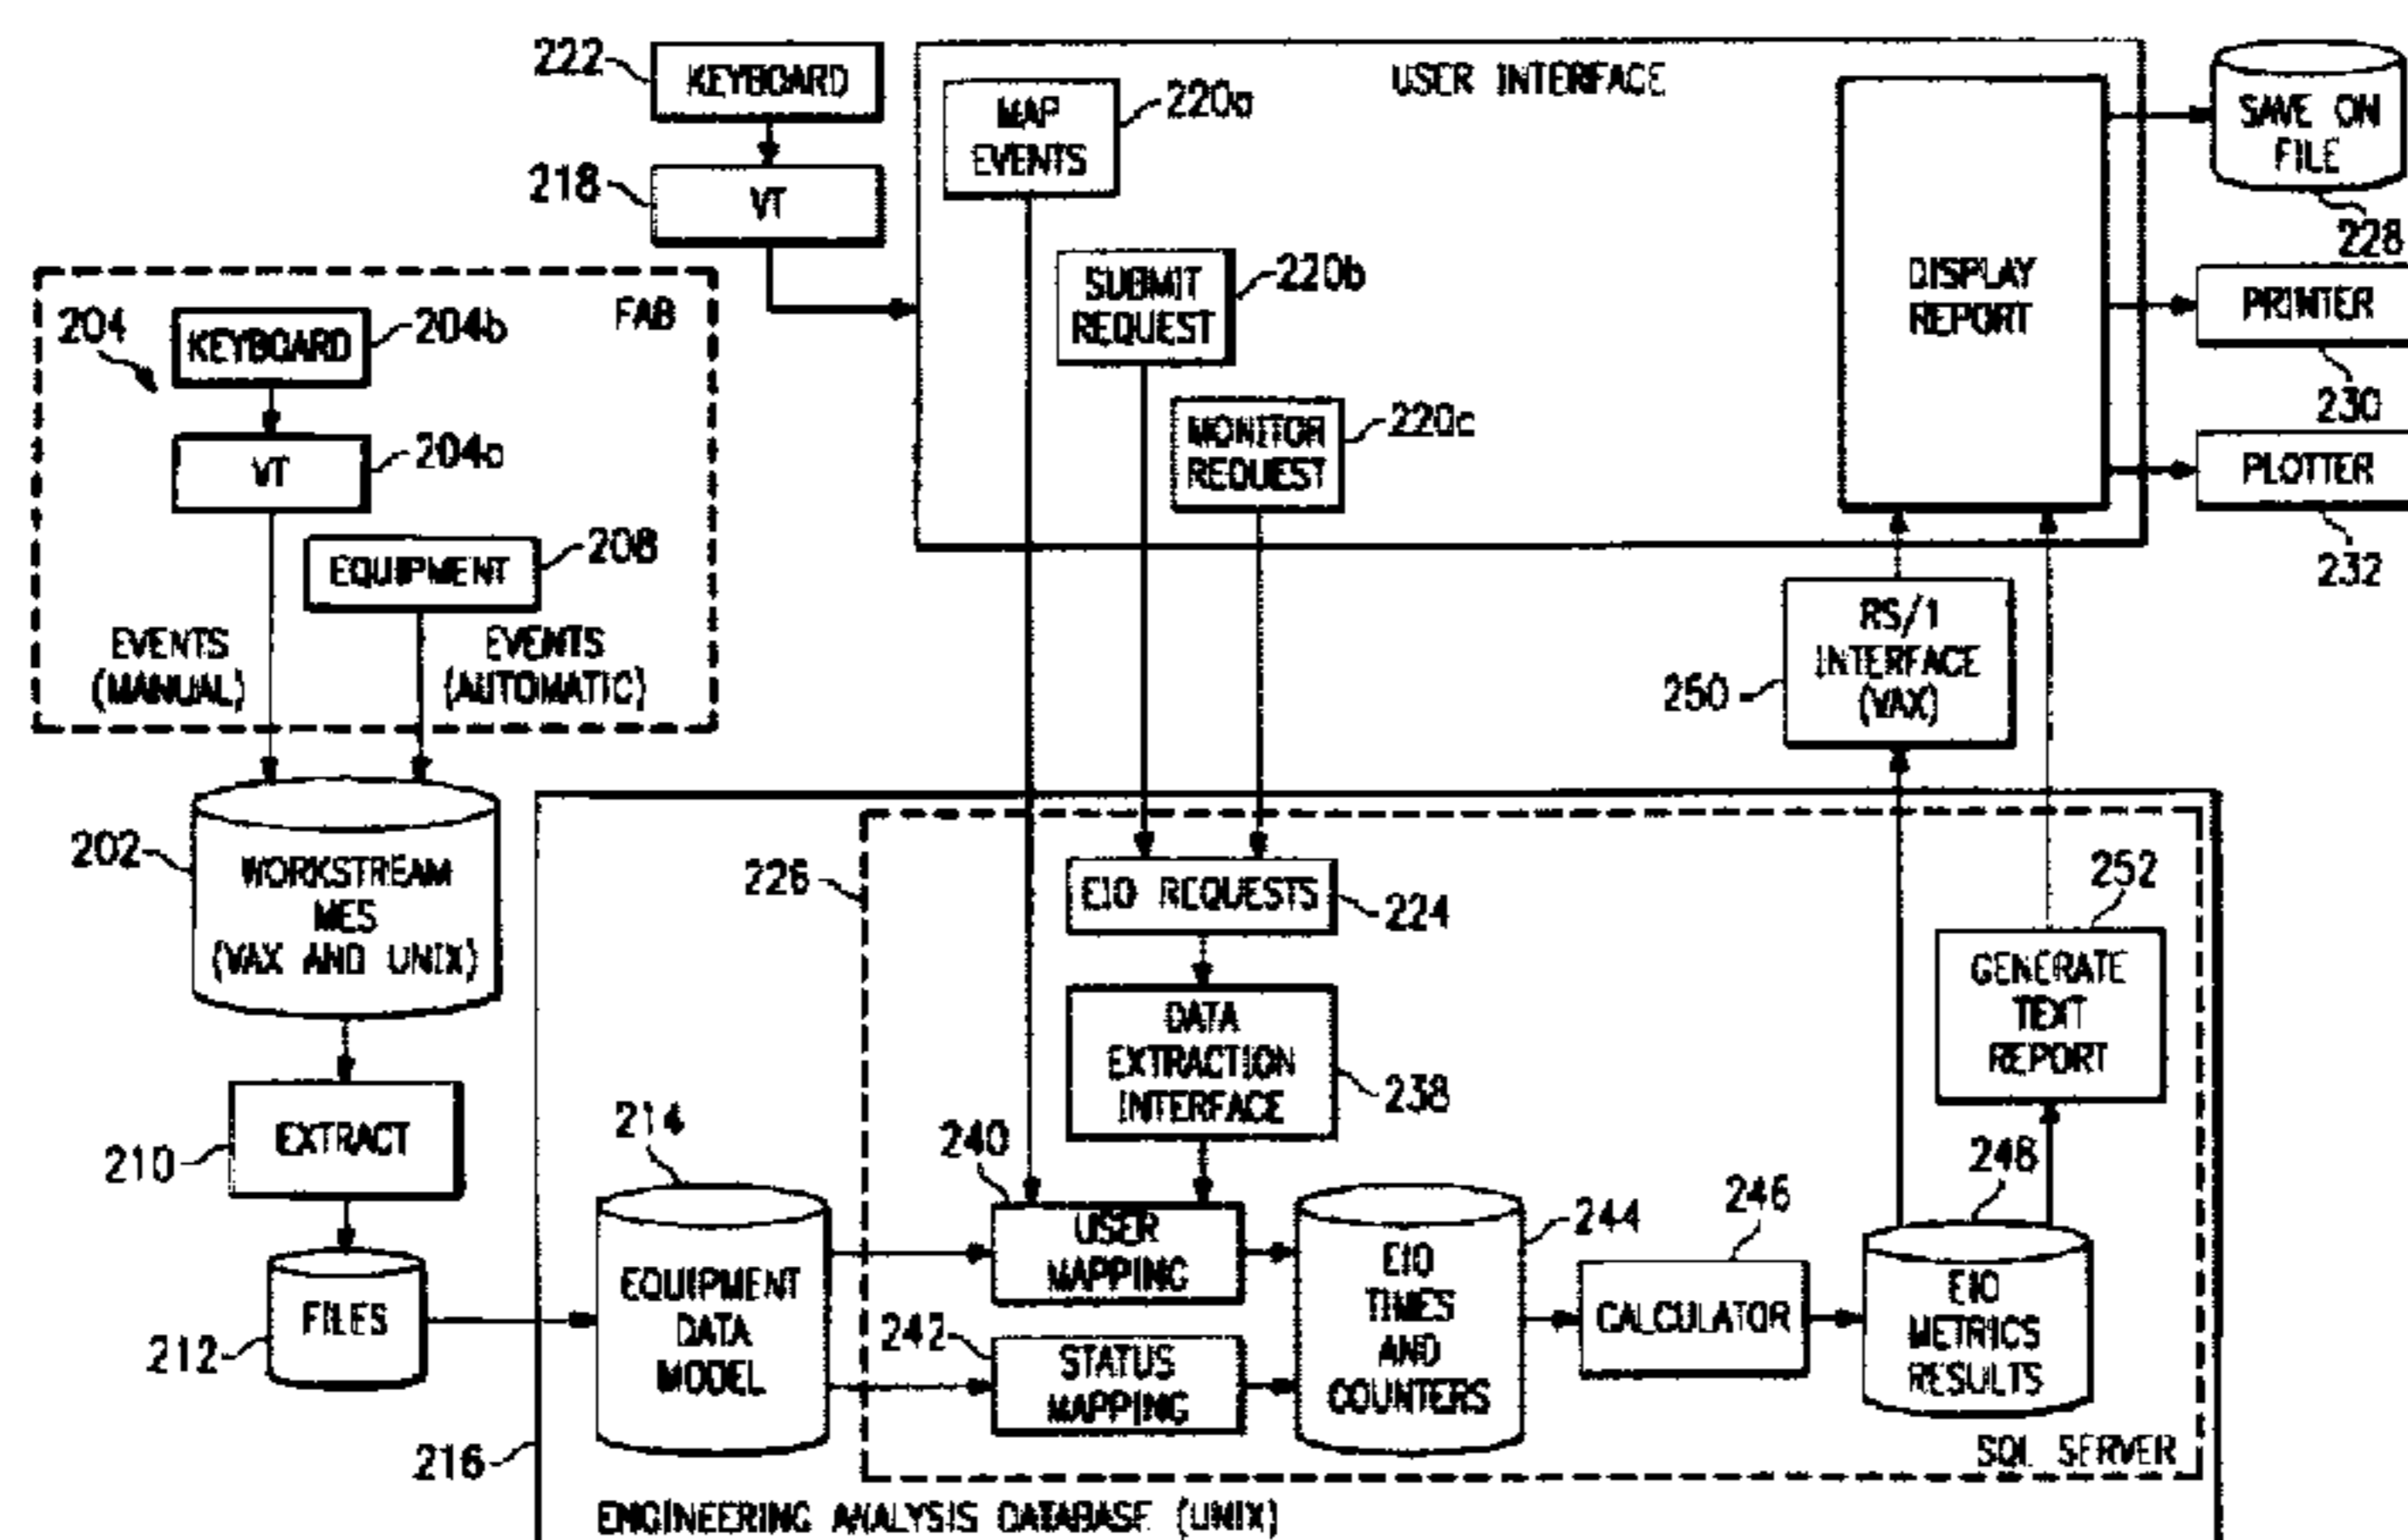 222
KEYBOARD
218
VT
USER INTERFACE
MAP
EVENTS
220a
SUBMIT
REQUEST
220b
MONITOR
REQUEST
220c
DISPLAY
REPORT
SAVE ON
FILE
228
PRINTER
230
PLOTTER
232
FAB
204
KEYBOARD
204b
VT
204a
EQUIPMENT
208
EVENTS
(MANUAL)
EVENTS
(AUTOMATIC)
202
WORKSTREAM
MES
(VAX AND UNIX)
210
EXTRACT
212
FILES
250
RS/1
INTERFACE
(VAX)
226
EIO REQUESTS
224
DATA
EXTRACTION
INTERFACE
238
252
GENERATE
TEXT
REPORT
214
EQUIPMENT
DATA
MODEL
240
USER
MAPPING
242
STATUS
MAPPING
EIO
TIMES
AND
COUNTERS
244
246
CALCULATOR
248
EIO
METRICS
RESULTS
216
SQL SERVER
ENGINEERING ANALYSIS DATABASE (UNIX)